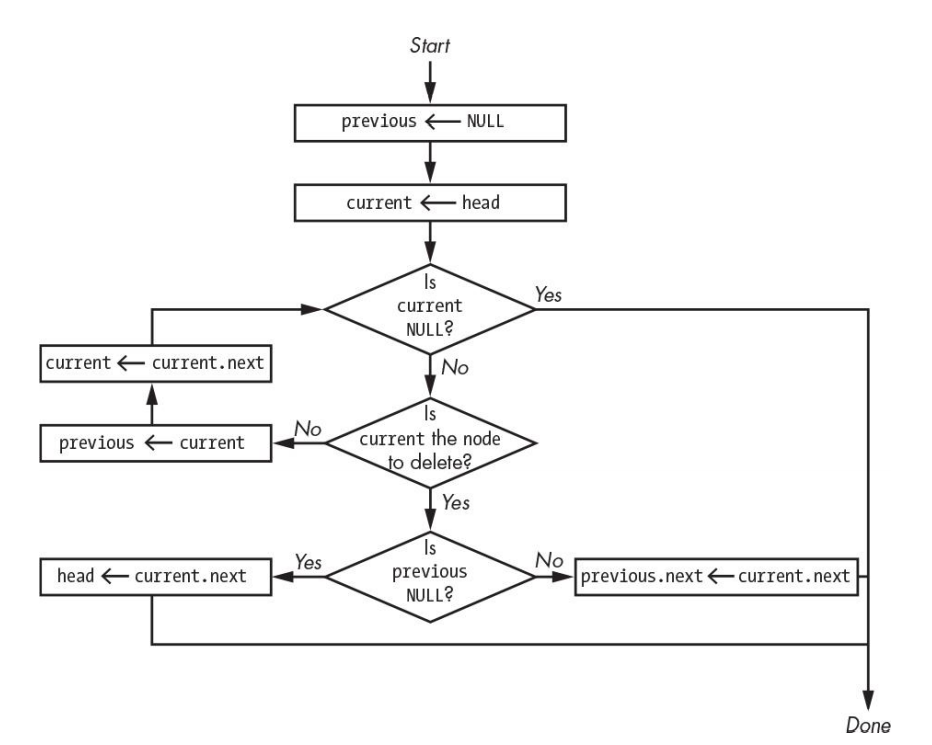 Start
previous ← NULL
current ← head
Is
current
NULL?
Yes
No
current ← current.next
previous ← current
No
Is
current the node
to delete?
Yes
Is
previous
NULL?
Yes
head ← current.next
No
previous.next ← current.next
Done